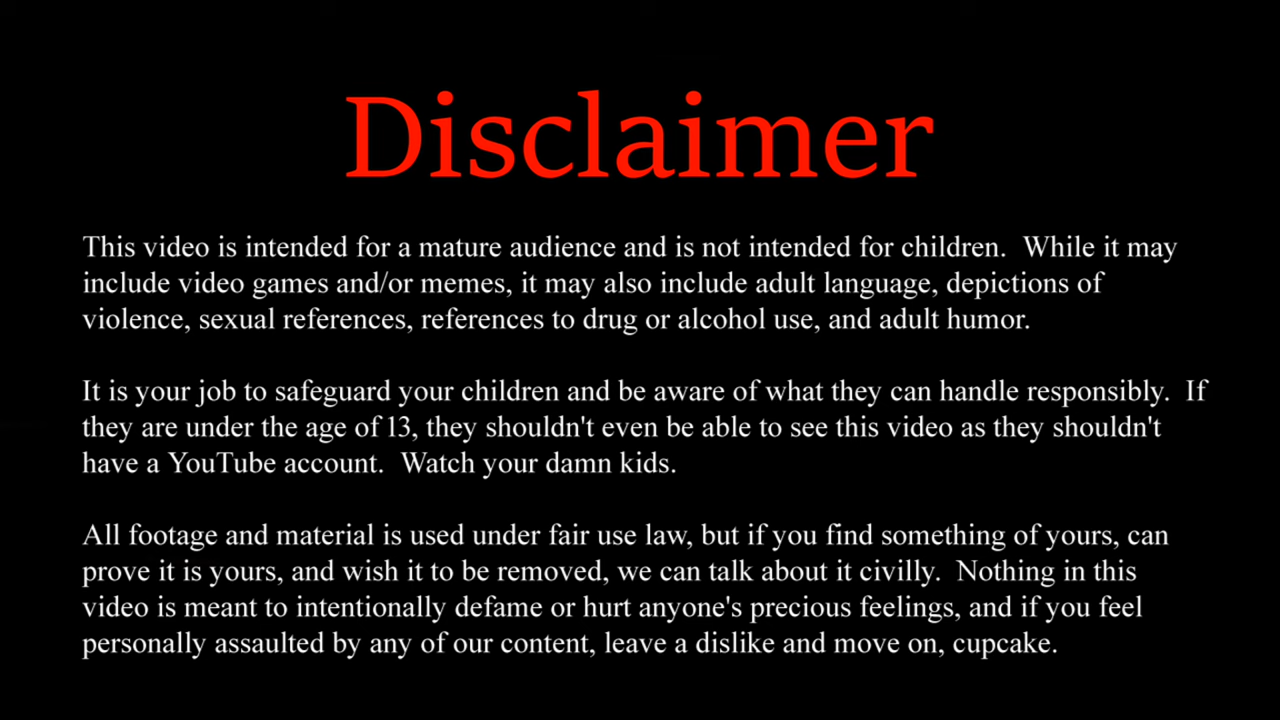 Disclaimer
This video is intended for a mature audience and is not intended for children.  While it may
include video games and/or memes, it may also include adult language, depictions of
violence, sexual references, references to drug or alcohol use, and adult humor.
It is your job to safeguard your children and be aware of what they can handle responsibly.  If
they are under the age of 13, they shouldn't even be able to see this video as they shouldn't
have a YouTube account.  Watch your damn kids.
All footage and material is used under fair use law, but if you find something of yours, can
prove it is yours, and wish it to be removed, we can talk about it civilly.  Nothing in this
video is meant to intentionally defame or hurt anyone's precious feelings, and if you feel
personally assaulted by any of our content, leave a dislike and move on, cupcake.